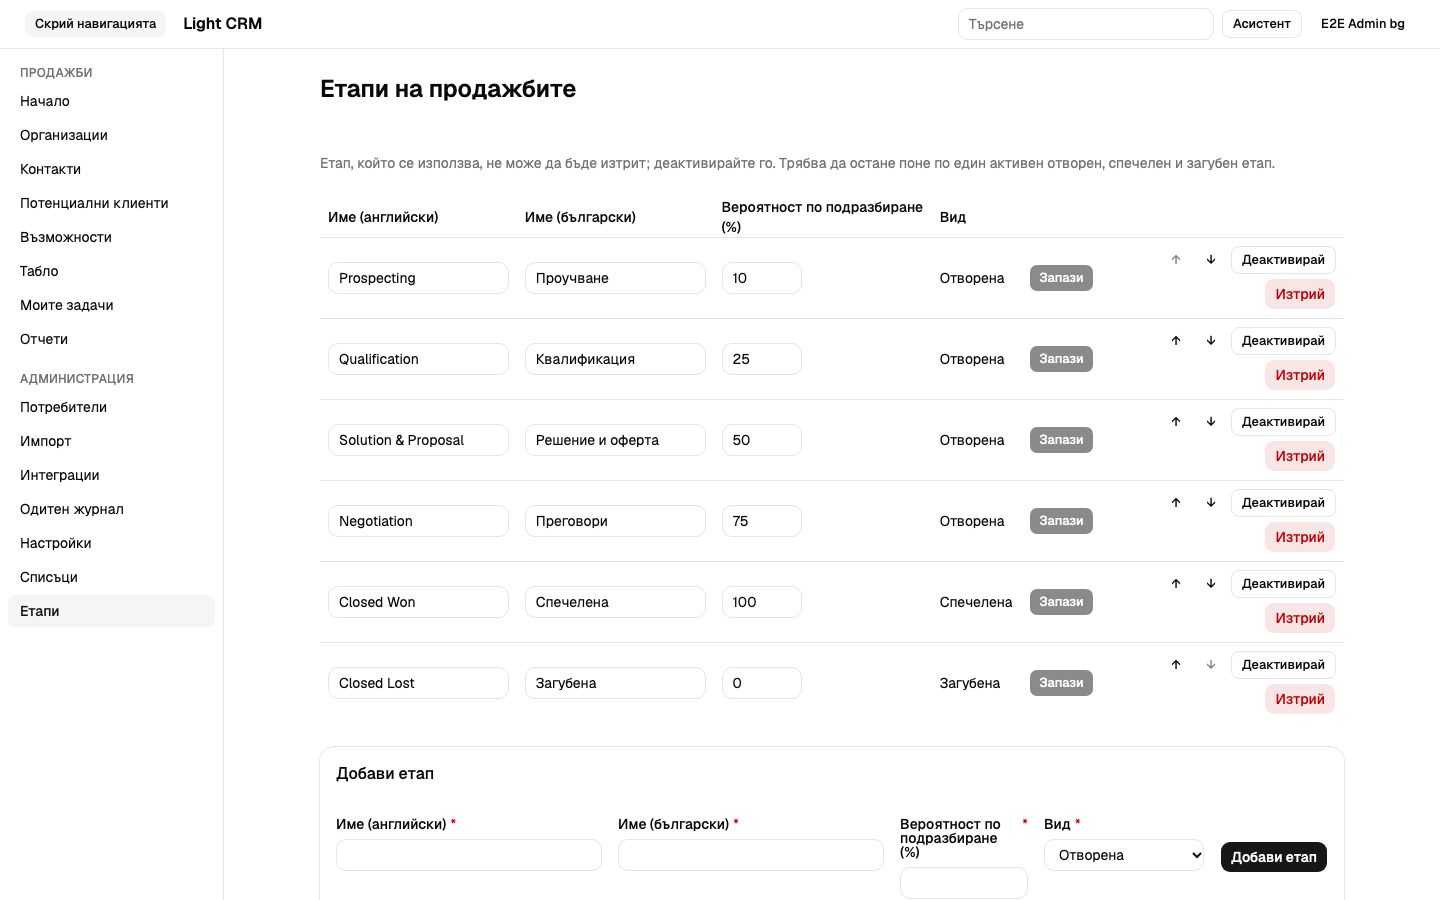 Скрий навигацията
Light CRM
Търсене
Асистент
E2E Admin bg
ПРОДАЖБИ
Начало
Организации
Контакти
Потенциални клиенти
Възможности
Табло
Моите задачи
Отчети
АДМИНИСТРАЦИЯ
Потребители
Импорт
Интеграции
Одитен журнал
Настройки
Списъци
Етапи
Етапи на продажбите
Етап, който се използва, не може да бъде изтрит; деактивирайте го. Трябва да остане поне по един активен отворен, спечелен и загубен етап.
Име (английски) Име (български) Вероятност по подразбиране (%) Вид
Prospecting Проучване 10 Отворена Запази ↑ ↓ Деактивирай
Изтрий
Qualification Квалификация 25 Отворена Запази ↑ ↓ Деактивирай
Изтрий
Solution & Proposal Решение и оферта 50 Отворена Запази ↑ ↓ Деактивирай
Изтрий
Negotiation Преговори 75 Отворена Запази ↑ ↓ Деактивирай
Изтрий
Closed Won Спечелена 100 Спечелена Запази ↑ ↓ Деактивирай
Изтрий
Closed Lost Загубена 0 Загубена Запази ↑ ↓ Деактивирай
Изтрий
Добави етап
Име (английски) *
Име (български) *
Вероятност по *
подразбиране
(%)
Вид *
Отворена
Добави етап